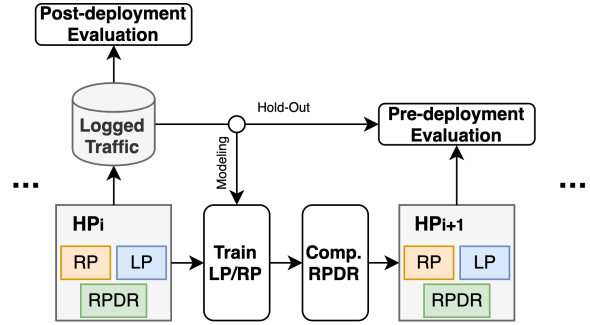 Post-deployment
Evaluation
Logged
Traffic
Hold-Out
Modeling
Pre-deployment
Evaluation
...
...
HPi
RP
LP
RPDR
Train
LP/RP
Comp.
RPDR
HPi+1
RP
LP
RPDR